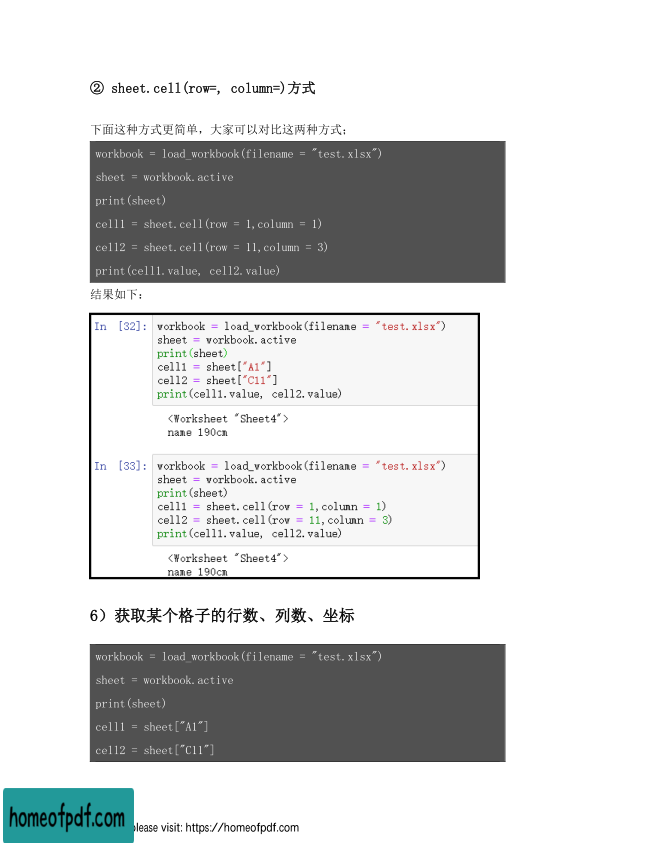 ② sheet.cell(row=, column=)方式
下面这种方式更简单，大家可以对比这两种方式；
workbook = load_workbook(filename = "test.xlsx")
sheet = workbook.active
print(sheet)
cell1 = sheet.cell(row = 1,column = 1)
cell2 = sheet.cell(row = 11,column = 3)
print(cell1.value, cell2.value)
结果如下：
In [32]: workbook = load_workbook(filename = "test.xlsx")
sheet = workbook.active
print(sheet)
cell1 = sheet["A1"]
cell2 = sheet["C11"]
print(cell1.value, cell2.value)
<Worksheet "Sheet4">
name 190cm
In [33]: workbook = load_workbook(filename = "test.xlsx")
sheet = workbook.active
print(sheet)
cell1 = sheet.cell(row = 1,column = 1)
cell2 = sheet.cell(row = 11,column = 3)
print(cell1.value, cell2.value)
<Worksheet "Sheet4">
name 190cm
6）获取某个格子的行数、列数、坐标
workbook = load_workbook(filename = "test.xlsx")
sheet = workbook.active
print(sheet)
cell1 = sheet["A1"]
cell2 = sheet["C11"]
homeofpdf.com
please visit: https://homeofpdf.com